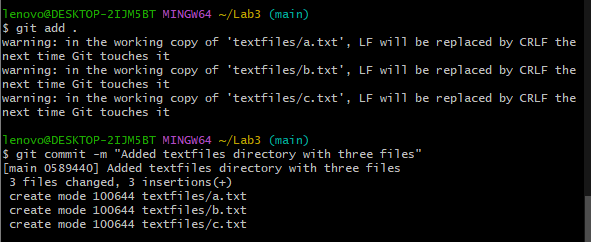 lenovo@DESKTOP-2IJM5BT MINGW64 ~/Lab3 (main)
$ git add .
warning: in the working copy of 'textfiles/a.txt', LF will be replaced by CRLF the
next time Git touches it
warning: in the working copy of 'textfiles/b.txt', LF will be replaced by CRLF the
next time Git touches it
warning: in the working copy of 'textfiles/c.txt', LF will be replaced by CRLF the
next time Git touches it
lenovo@DESKTOP-2IJM5BT MINGW64 ~/Lab3 (main)
$ git commit -m "Added textfiles directory with three files"
[main 0589440] Added textfiles directory with three files
 3 files changed, 3 insertions(+)
 create mode 100644 textfiles/a.txt
 create mode 100644 textfiles/b.txt
 create mode 100644 textfiles/c.txt